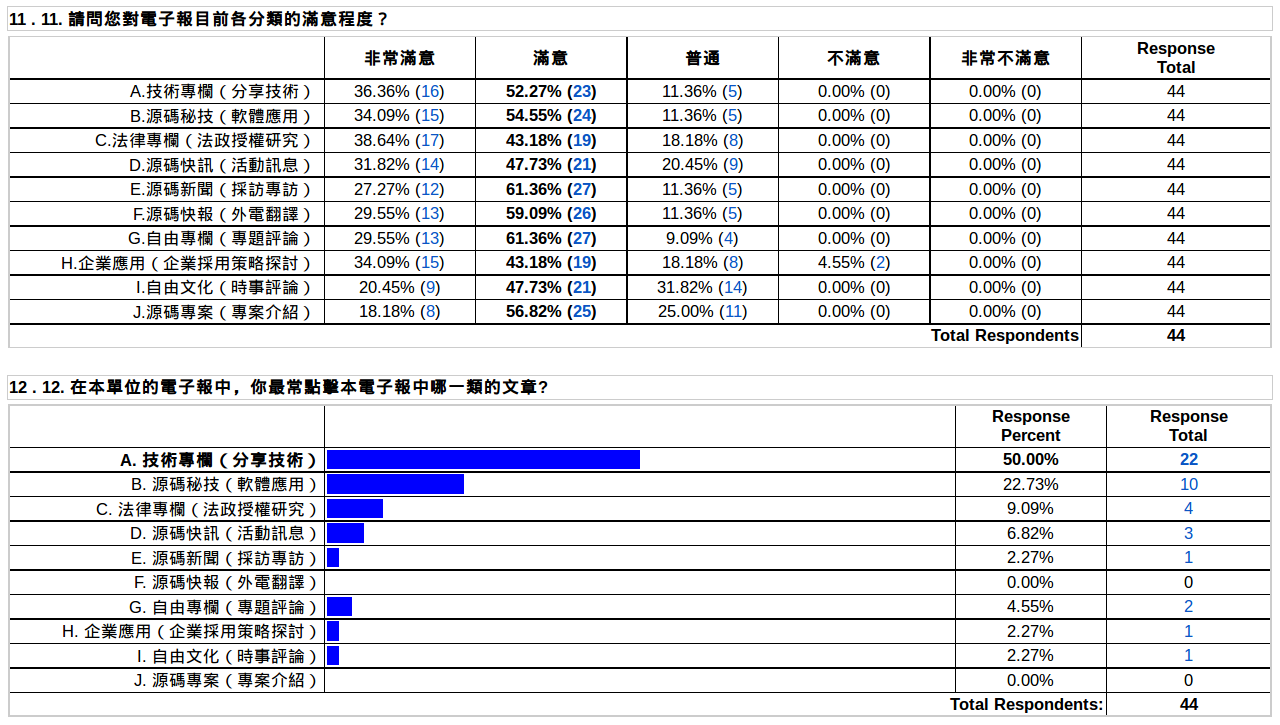 11 . 11. 請問您對電子報目前各分類的滿意程度？
非常滿意 滿意 普通 不滿意 非常不滿意 Response Total
A.技術專欄（分享技術） 36.36% (16) 52.27% (23) 11.36% (5) 0.00% (0) 0.00% (0) 44
B.源碼秘技（軟體應用） 34.09% (15) 54.55% (24) 11.36% (5) 0.00% (0) 0.00% (0) 44
C.法律專欄（法政授權研究） 38.64% (17) 43.18% (19) 18.18% (8) 0.00% (0) 0.00% (0) 44
D.源碼快訊（活動訊息） 31.82% (14) 47.73% (21) 20.45% (9) 0.00% (0) 0.00% (0) 44
E.源碼新聞（採訪專訪） 27.27% (12) 61.36% (27) 11.36% (5) 0.00% (0) 0.00% (0) 44
F.源碼快報（外電翻譯） 29.55% (13) 59.09% (26) 11.36% (5) 0.00% (0) 0.00% (0) 44
G.自由專欄（專題評論） 29.55% (13) 61.36% (27) 9.09% (4) 0.00% (0) 0.00% (0) 44
H.企業應用（企業採用策略探討） 34.09% (15) 43.18% (19) 18.18% (8) 4.55% (2) 0.00% (0) 44
I.自由文化（時事評論） 20.45% (9) 47.73% (21) 31.82% (14) 0.00% (0) 0.00% (0) 44
J.源碼專案（專案介紹） 18.18% (8) 56.82% (25) 25.00% (11) 0.00% (0) 0.00% (0) 44
Total Respondents 44
12 . 12. 在本單位的電子報中，你最常點擊本電子報中哪一類的文章?
Response Percent Response Total
A. 技術專欄（分享技術） 50.00% 22
B. 源碼秘技（軟體應用） 22.73% 10
C. 法律專欄（法政授權研究） 9.09% 4
D. 源碼快訊（活動訊息） 6.82% 3
E. 源碼新聞（採訪專訪） 2.27% 1
F. 源碼快報（外電翻譯） 0.00% 0
G. 自由專欄（專題評論） 4.55% 2
H. 企業應用（企業採用策略探討） 2.27% 1
I. 自由文化（時事評論） 2.27% 1
J. 源碼專案（專案介紹） 0.00% 0
Total Respondents: 44